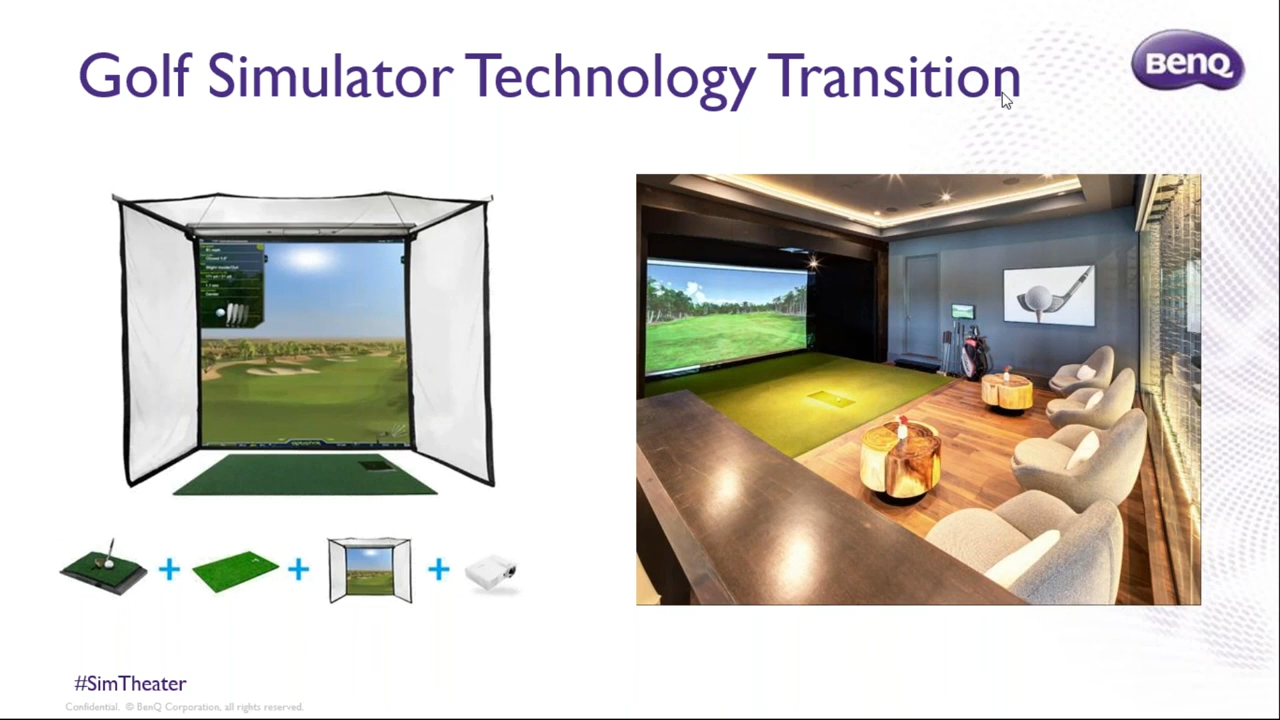 Golf Simulator Technology Transition
BenQ
#SimTheater
Confidential. © BenQ Corporation, all rights reserved.